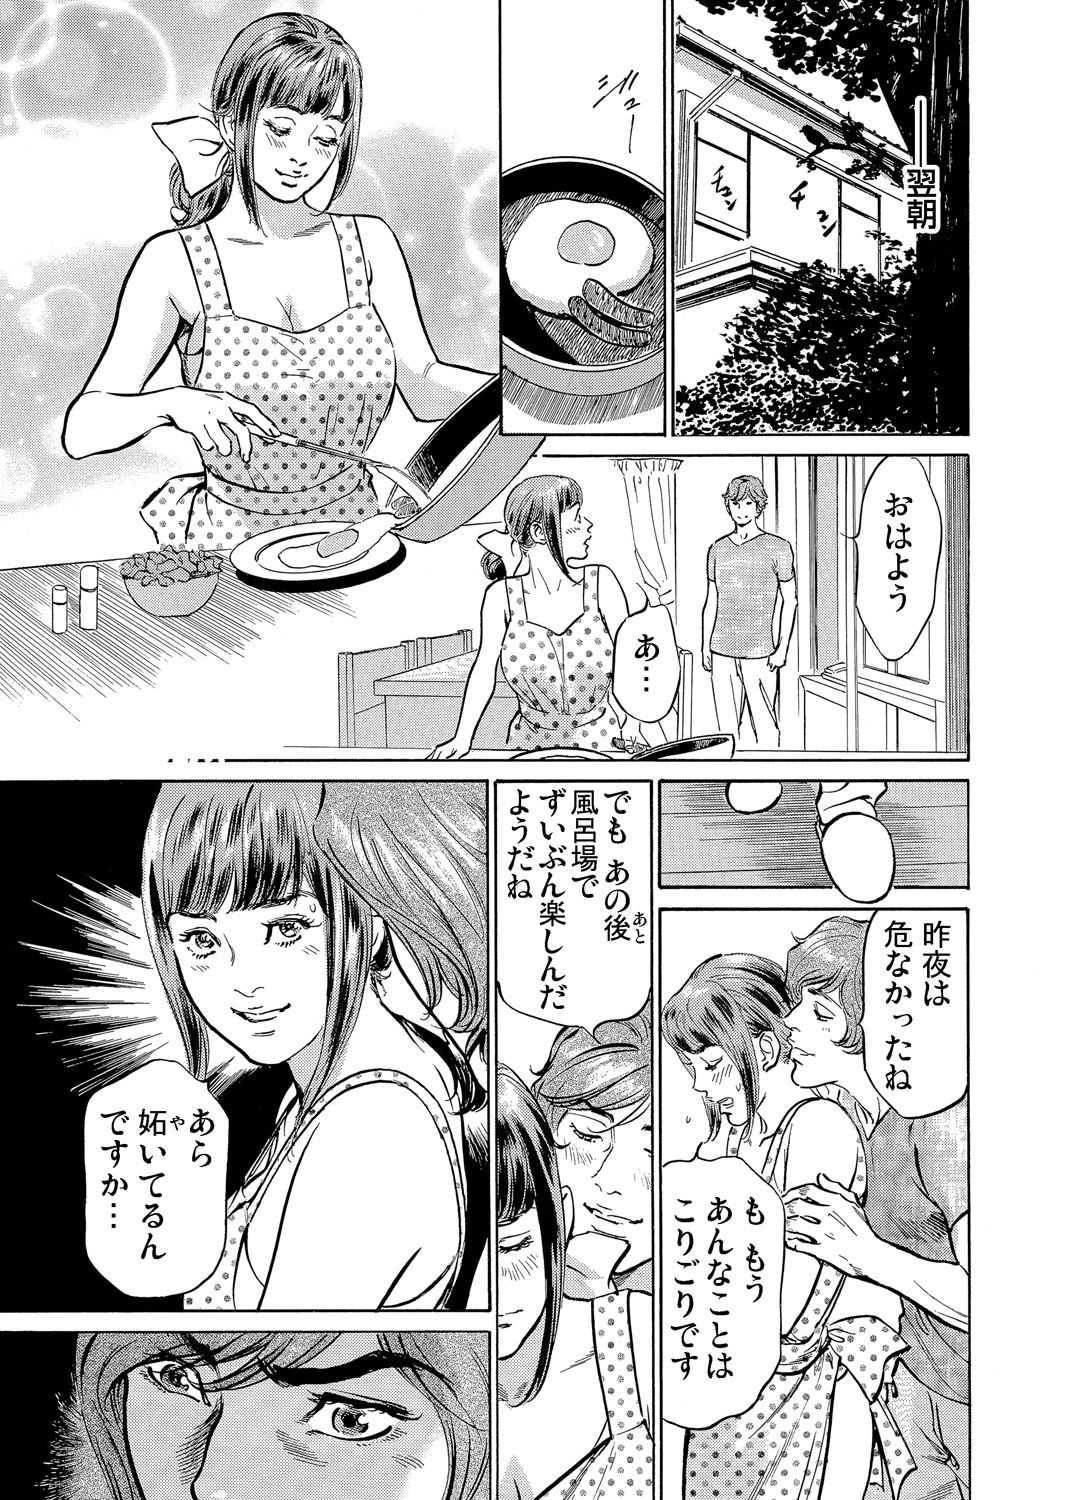 翌朝
チュン
チュン
ジュー
おはよう
あ…
昨夜は
危なかったね
も もう
あんなことは
こりごりです
でも あの後
あと
風呂場で
ずいぶん楽しんだ
ようだね
あら
妬いてるん
や
ですか…